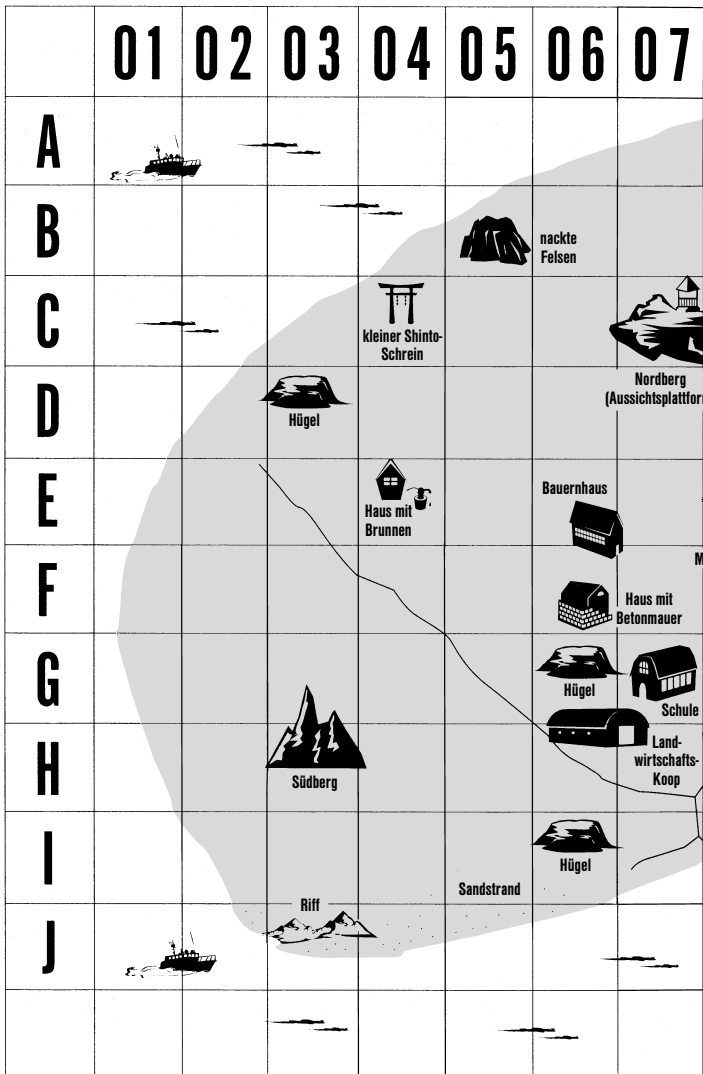 01 02 03 04 05 06 07
A
B
nackte
Felsen
C
kleiner Shinto-
Schrein
Nordberg
(Aussichtsplattfor
D
Hügel
E
Bauernhaus
Haus mit
Brunnen
M
F
Haus mit
Betonmauer
G
Hügel
Schule
H
Land-
wirtschafts-
Koop
Südberg
I
Hügel
Sandstrand
Riff
J